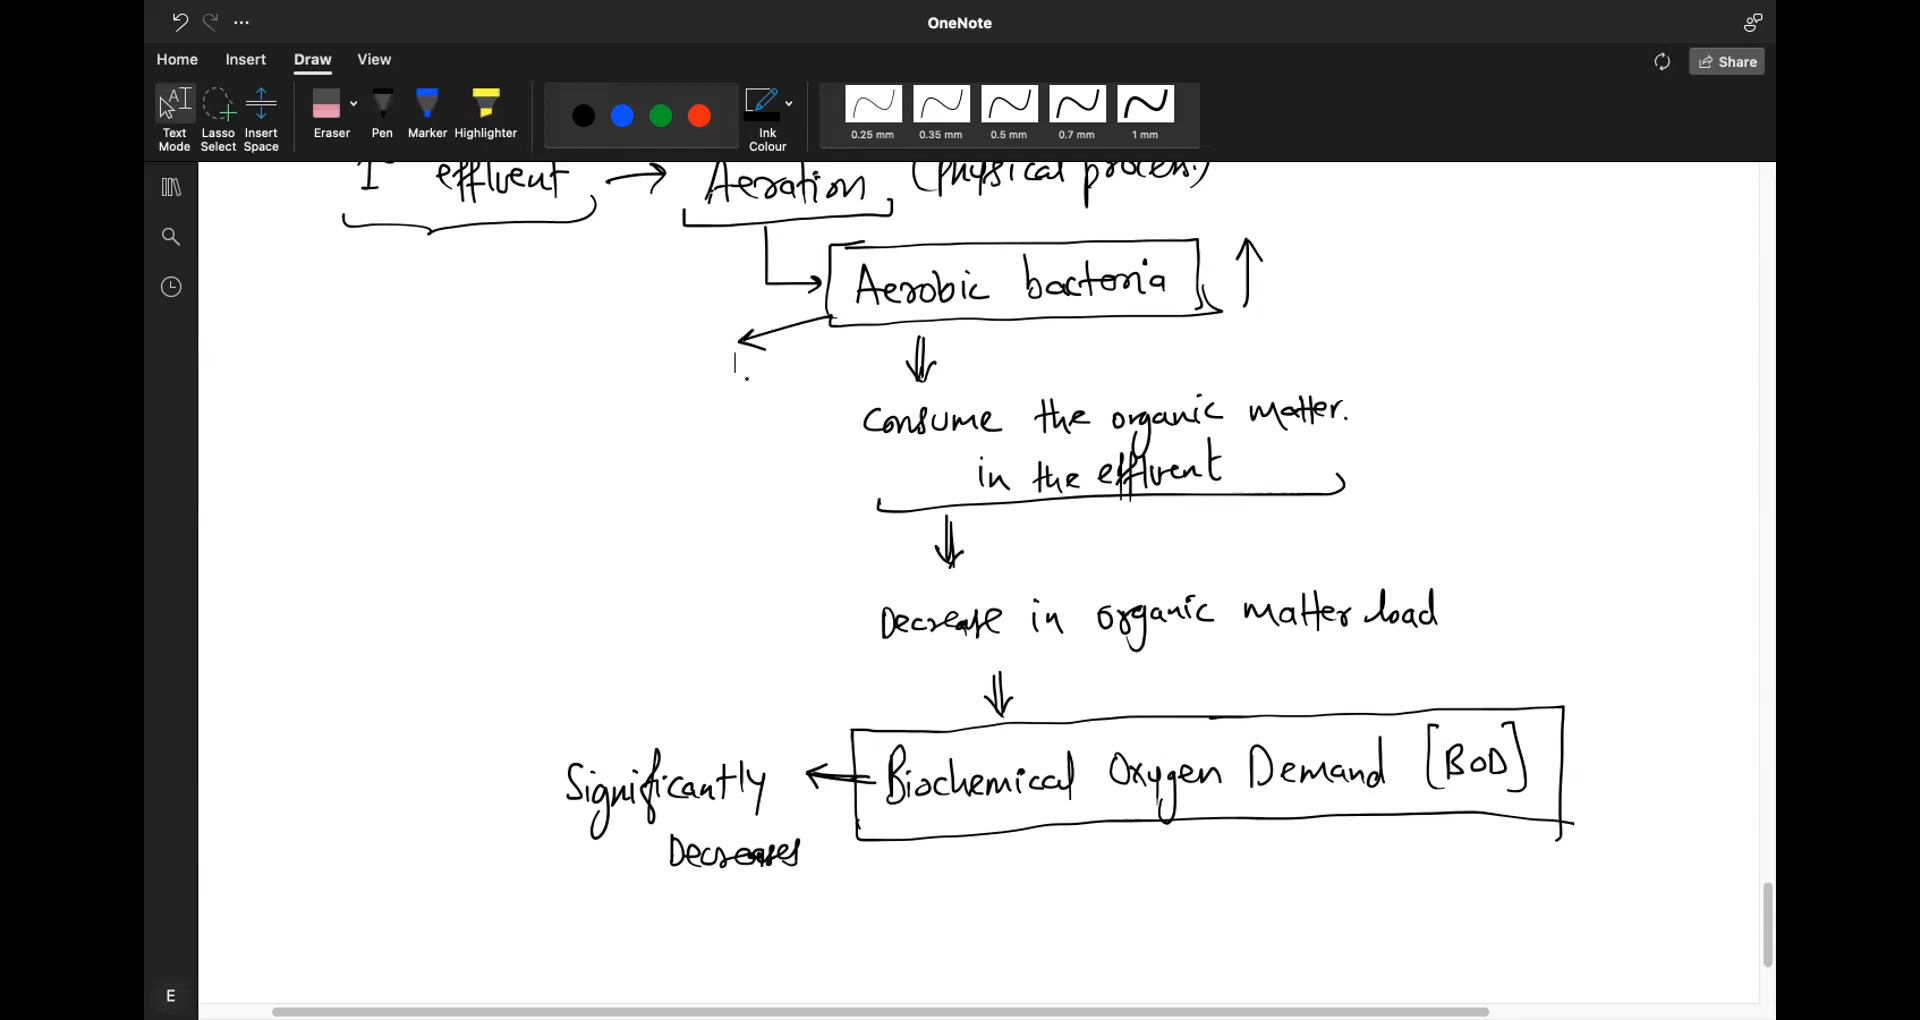 OneNote
Home Insert Draw View
Share
Text Mode
Lasso Select
Insert Space
Eraser
Pen
Marker
Highlighter
Ink Colour
0.25 mm
0.35 mm
0.5 mm
0.7 mm
1 mm
1° effluent → Aeration (Physical process.)
Aerobic bacteria ↑
Consume the organic matter.
in the effluent
Decrease in organic matter load
Significantly ← Biochemical Oxygen Demand [BOD]
Decreases
E